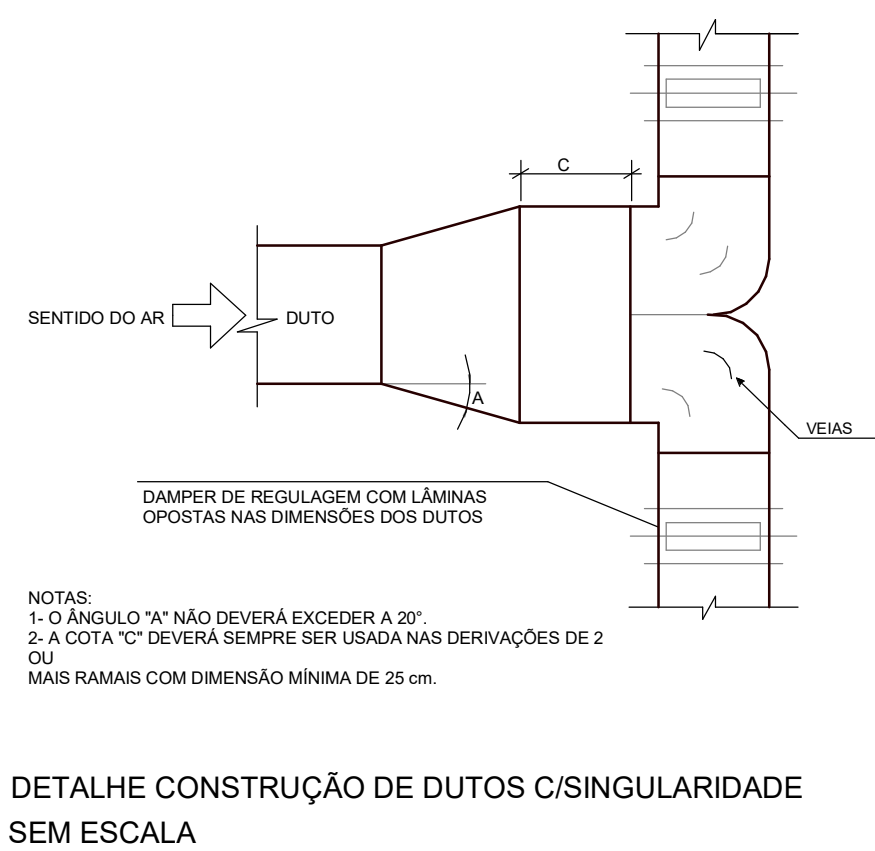 C
SENTIDO DO AR
DUTO
A
VEIAS
DAMPER DE REGULAGEM COM LÂMINAS
OPOSTAS NAS DIMENSÕES DOS DUTOS
NOTAS:
1- O ÂNGULO "A" NÃO DEVERÁ EXCEDER A 20°.
2- A COTA "C" DEVERÁ SEMPRE SER USADA NAS DERIVAÇÕES DE 2
OU
MAIS RAMAIS COM DIMENSÃO MÍNIMA DE 25 cm.
DETALHE CONSTRUÇÃO DE DUTOS C/SINGULARIDADE
SEM ESCALA